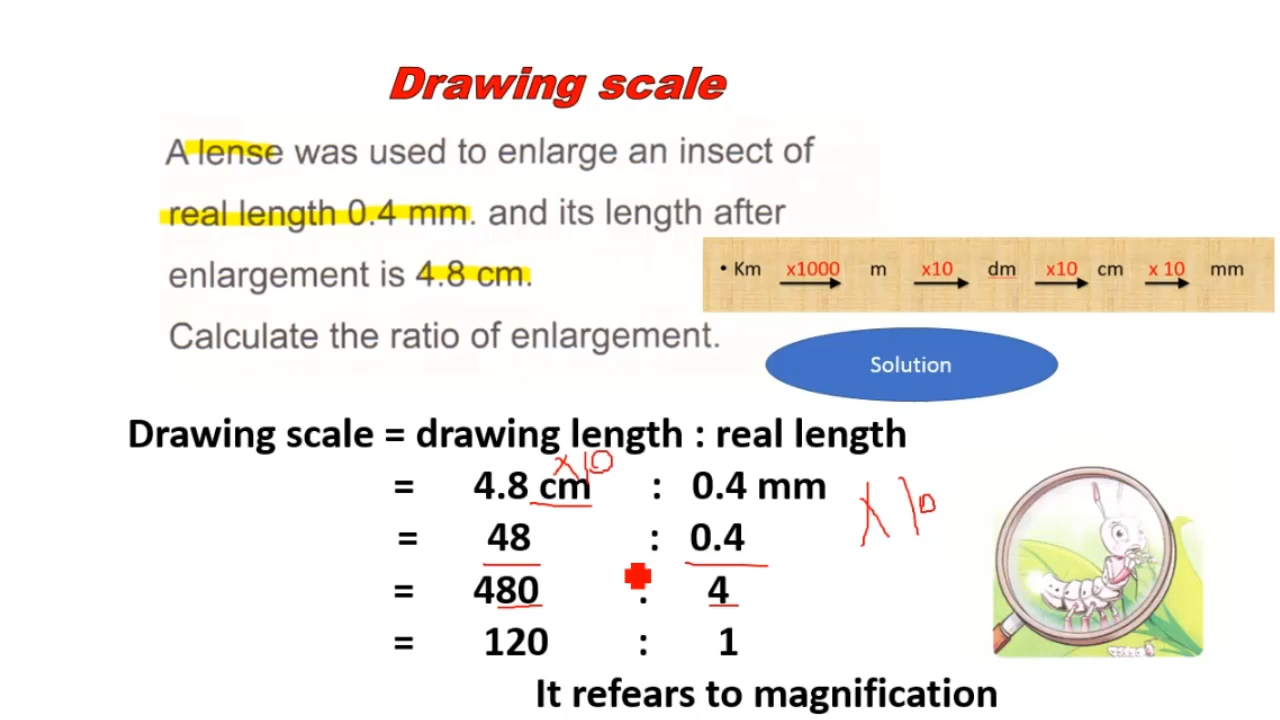 Drawing scale
A lense was used to enlarge an insect of
real length 0.4 mm. and its length after
enlargement is 4.8 cm.
Calculate the ratio of enlargement.
• Km x1000 m x10 dm x10 cm x 10 mm
Solution
Drawing scale = drawing length : real length
x10
= 4.8 cm : 0.4 mm
x 10
= 48 : 0.4
= 480 : 4
= 120 : 1
It refears to magnification